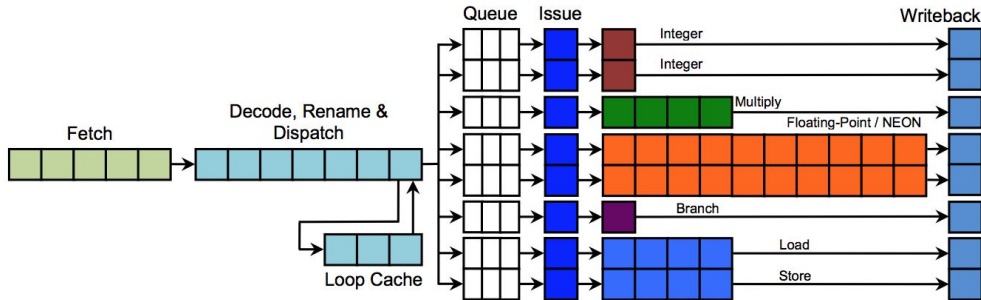 Queue
Issue
Writeback
Integer
Integer
Decode, Rename &
Dispatch
Multiply
Fetch
Floating-Point / NEON
Branch
Load
Loop Cache
Store